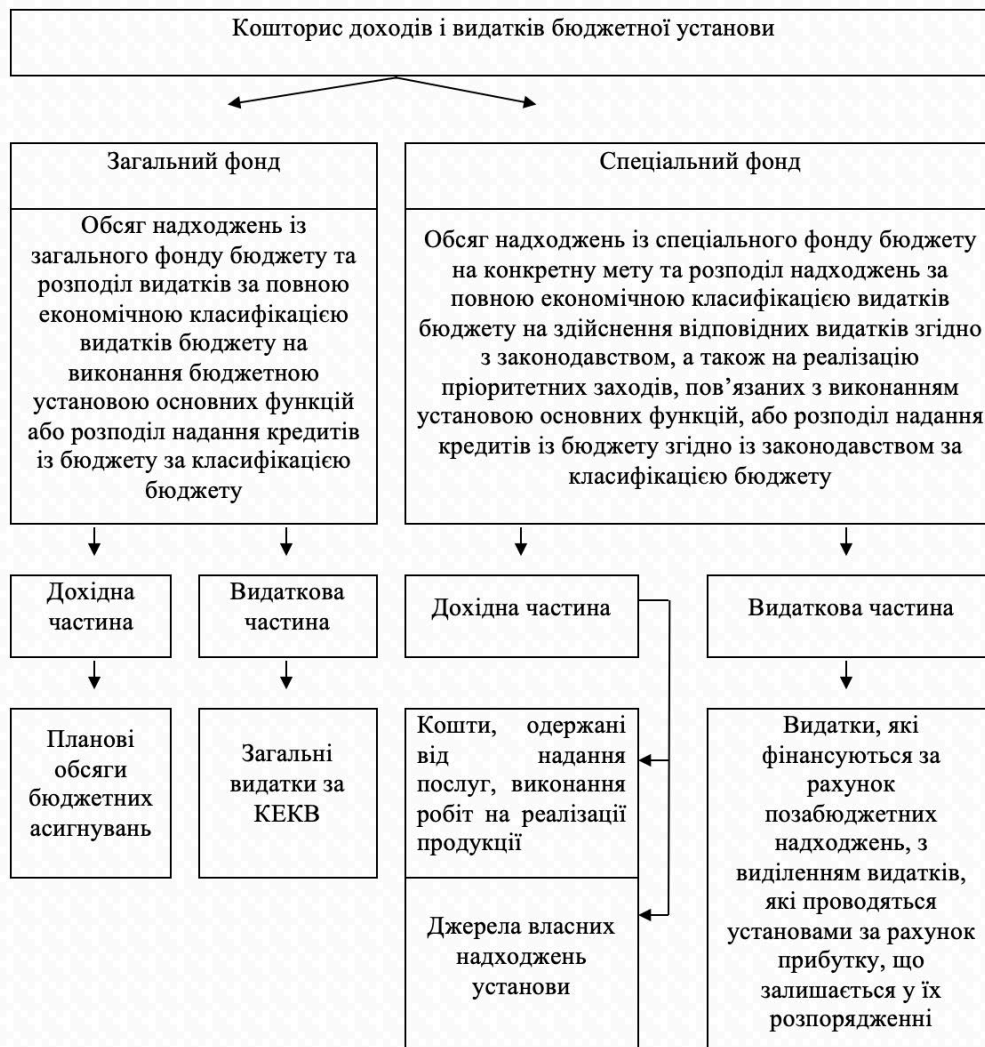 Кошторис доходів і видатків бюджетної установи
Загальний фонд
Обсяг надходжень із
загального фонду бюджету та
розподіл видатків за повною
економічною класифікацією
видатків бюджету на
виконання бюджетною
установою основних функцій
або розподіл надання кредитів
із бюджету за класифікацією
бюджету
Спеціальний фонд
Обсяг надходжень із спеціального фонду бюджету
на конкретну мету та розподіл надходжень за
повною економічною класифікацією видатків
бюджету на здійснення відповідних видатків згідно
з законодавством, а також на реалізацію
пріоритетних заходів, пов’язаних з виконанням
установою основних функцій, або розподіл надання
кредитів із бюджету згідно із законодавством за
класифікацією бюджету
Дохідна
частина
Видаткова
частина
Дохідна частина
Видаткова частина
Планові
обсяги
бюджетних
асигнувань
Загальні
видатки за
КЕКВ
Кошти, одержані
від надання
послуг, виконання
робіт на реалізації
продукції
Джерела власних
надходжень
установи
Видатки, які
фінансуються за
рахунок
позабюджетних
надходжень, з
виділенням видатків,
які проводяться
установами за рахунок
прибутку, що
залишається у їх
розпорядженні